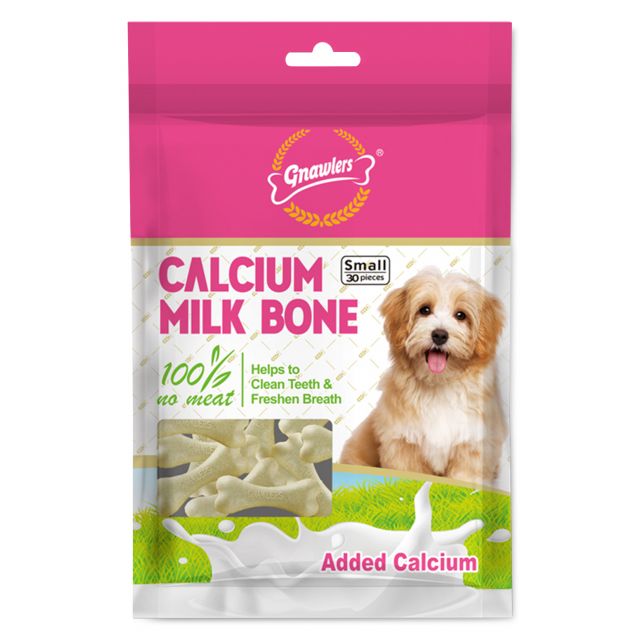 Gnawlers ®
CALCIUM
MILK BONE
Small
30 pieces
100%
no meat
Helps to
Clean Teeth &
Freshen Breath
Added Calcium